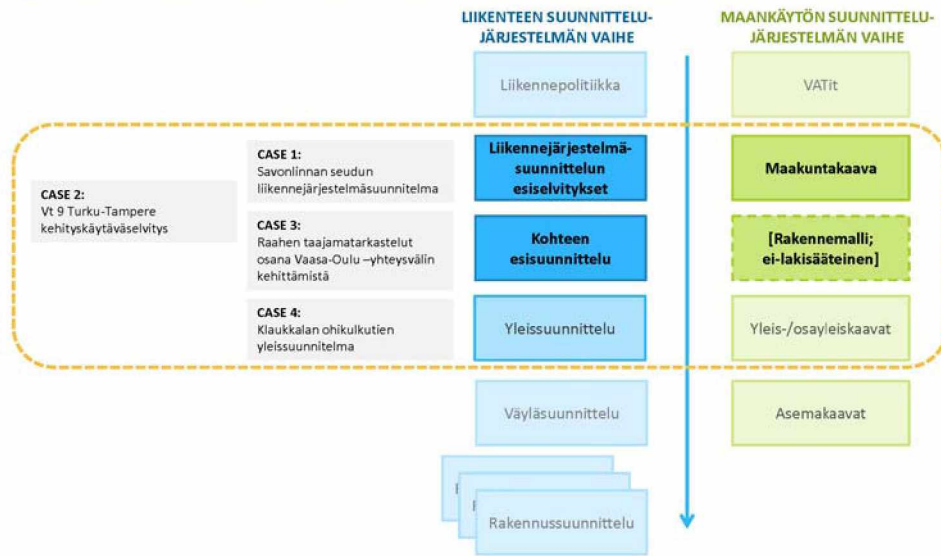 LIIKENTEEN SUUNNITTELU-
JÄRJESTELMÄN VAIHE
MAANKÄYTÖN SUUNNITTELU-
JÄRJESTELMÄN VAIHE
Liikennepolitiikka
VATit
CASE 1:
Savonlinnan seudun
liikennejärjestelmäsuunnitelma
Liikennejärjestelmä-
suunnittelun
esiselvitykset
Maakuntakaava
CASE 2:
Vt 9 Turku-Tampere
kehityskäytäväselvitys
CASE 3:
Raahen taajamatarkastelut
osana Vaasa-Oulu –yhteysvälin
kehittämistä
Kohteen
esisuunnittelu
[Rakennemalli;
ei-lakisääteinen]
CASE 4:
Klaukkalan ohikulkutien
yleissuunnitelma
Yleissuunnittelu
Yleis-/osayleiskaavat
Väyläsuunnittelu
Asemakaavat
Rakennussuunnittelu